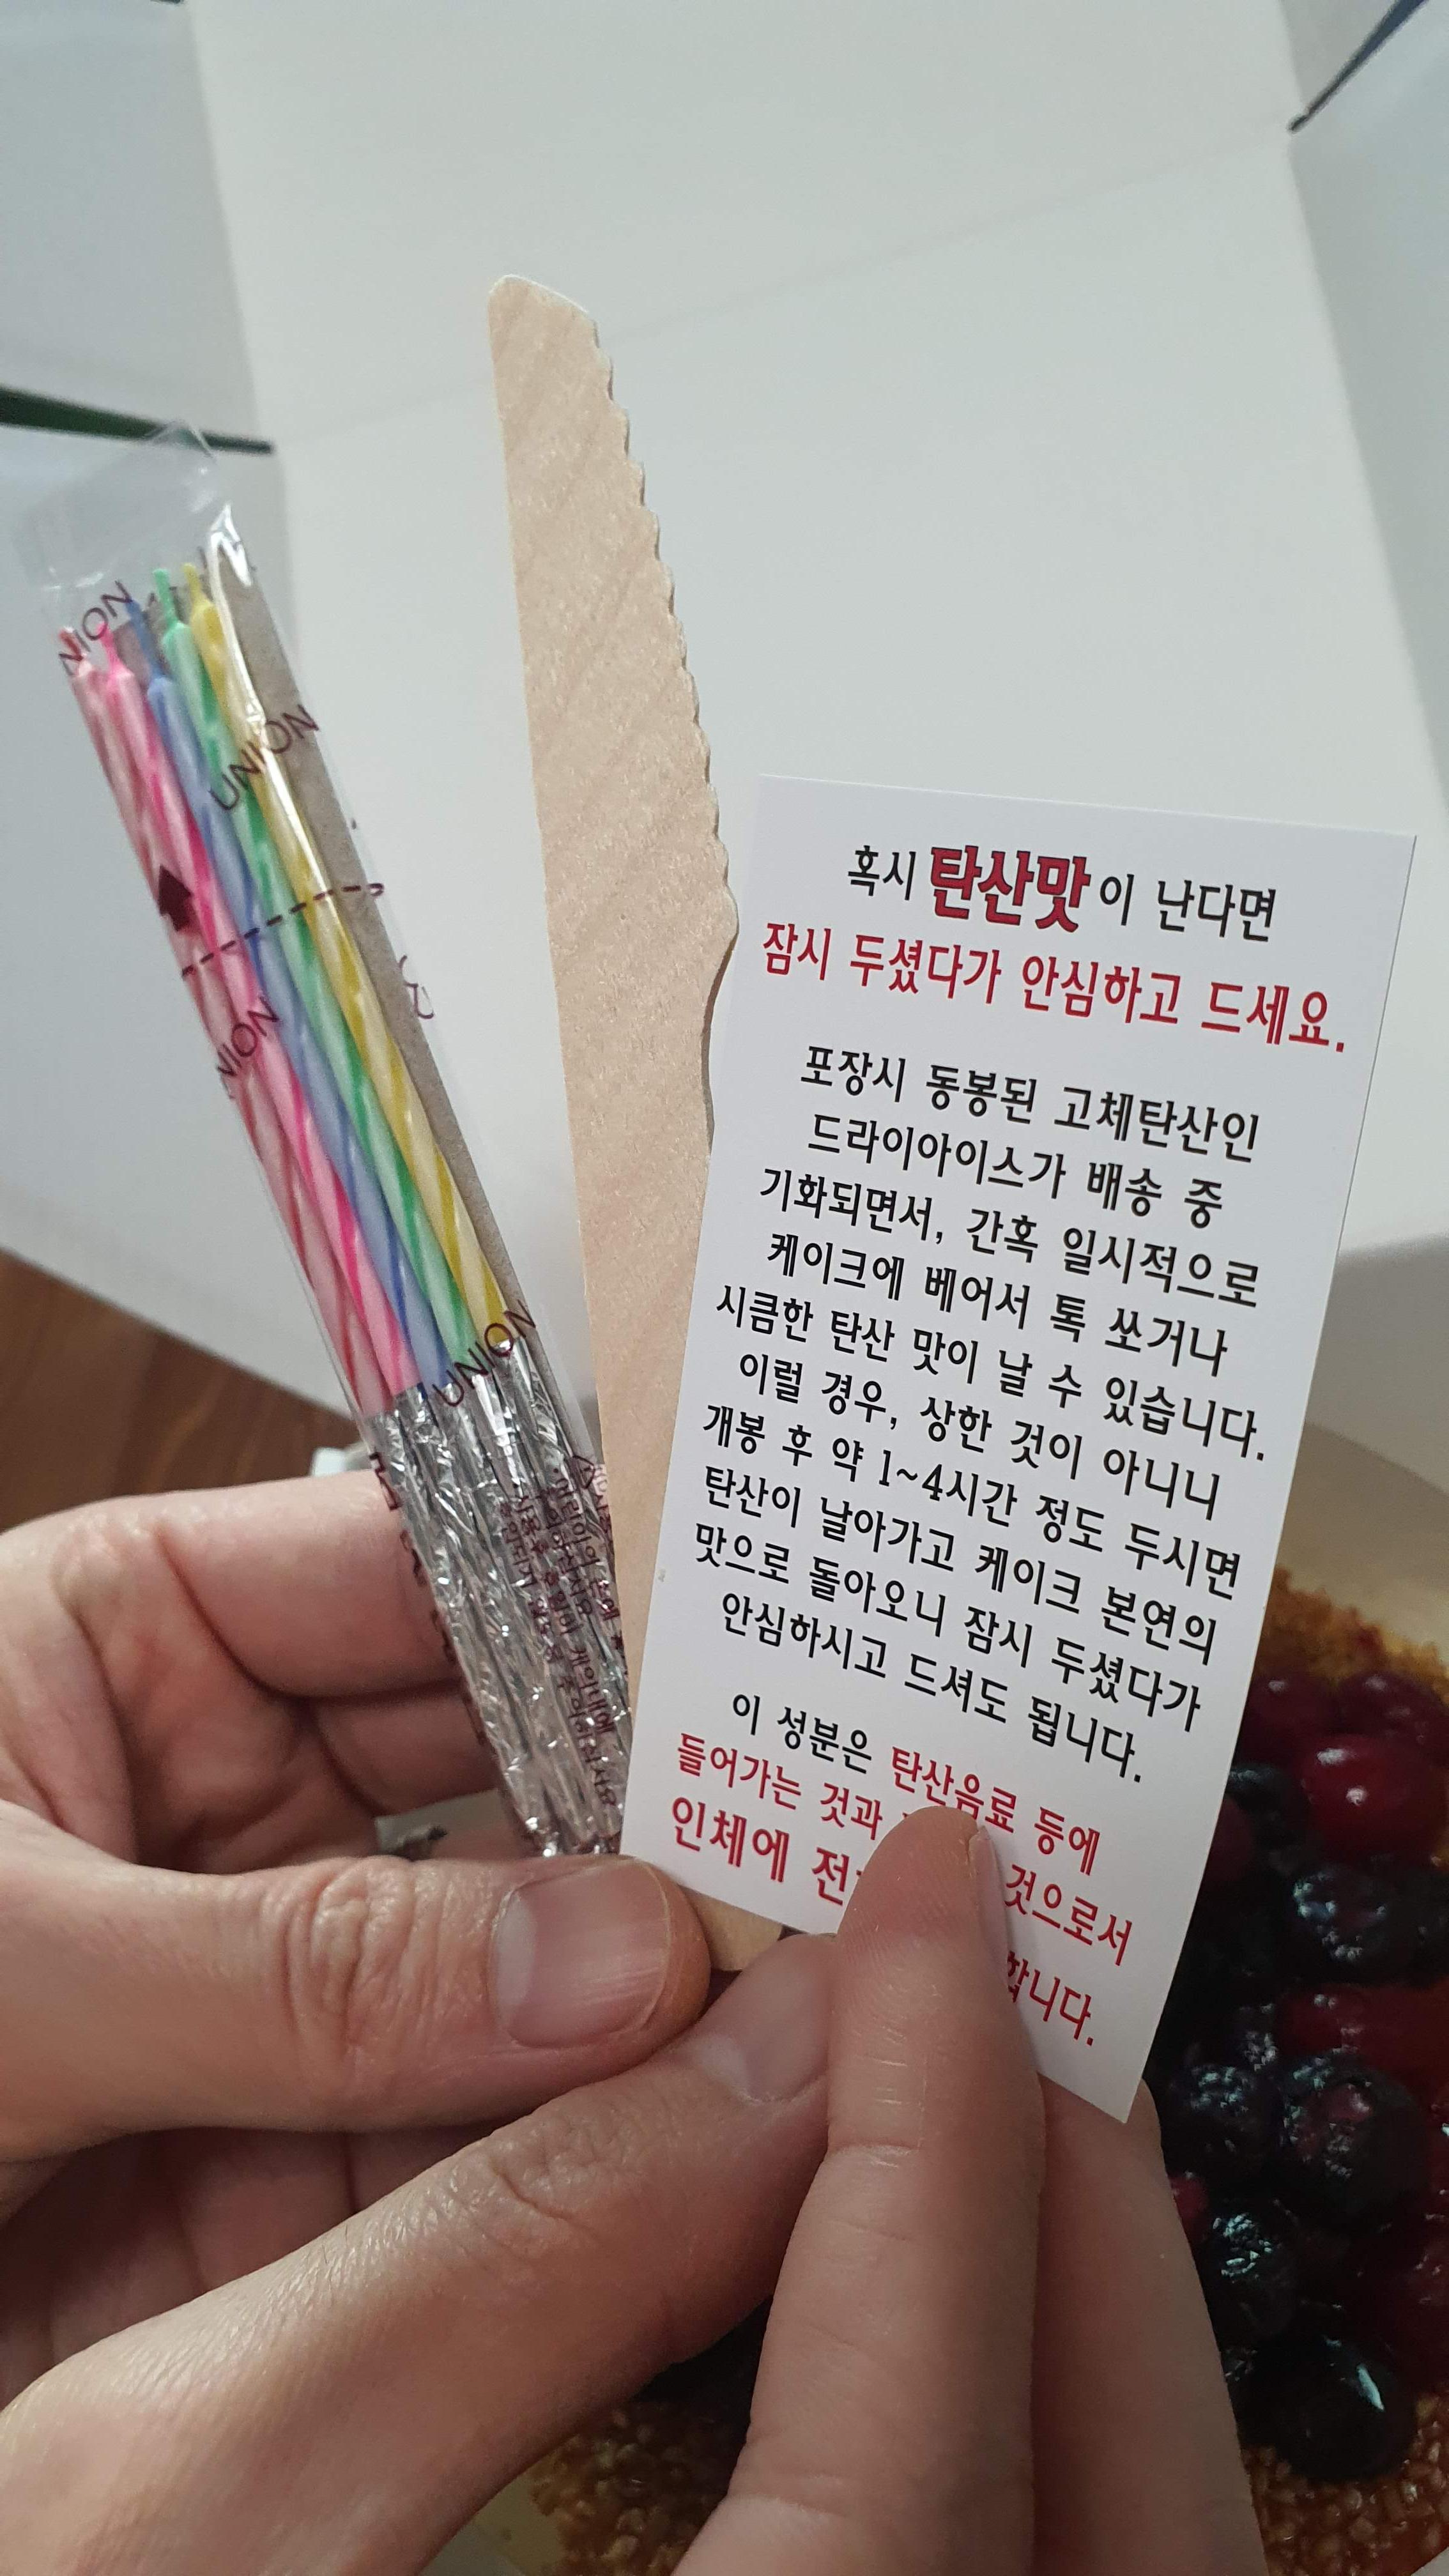 NION
UNION
NION
UNION
혹시 탄산맛이 난다면
잠시 두셨다가 안심하고 드세요.
포장시 동봉된 고체탄산인
드라이아이스가 배송 중
기화되면서, 간혹 일시적으로
케이크에 베어서 톡 쏘거나
시큼한 탄산 맛이 날 수 있습니다.
이럴 경우, 상한 것이 아니니
개봉 후 약 1~4시간 정도 두시면
탄산이 날아가고 케이크 본연의
맛으로 돌아오니 잠시 두셨다가
안심하시고 드셔도 됩니다.
이 성분은 탄산음료 등에
들어가는 것과 것으로서
인체에